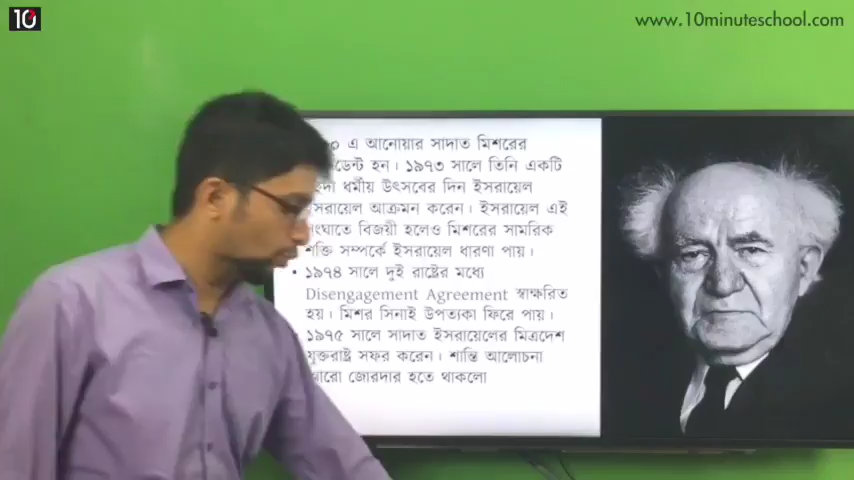 10
www.10minuteschool.com
এ আনোয়ার সাদাত মিশরের
হন। ১৯৭৩ সালে তিনি একটি
ধর্মীয় উৎসবের দিন ইসরায়েল
আক্রমন করেন। ইসরায়েল এই
বিজয়ী হলেও মিশরের সামরিক
শক্তি সম্পর্কে ইসরায়েল ধারণা পায়।
• ১৯৭৪ সালে দুই রাষ্ট্রের মধ্যে
Disengagement Agreement স্বাক্ষরিত
হয়। মিশর সিনাই উপত্যকা ফিরে পায়।
১৯৭৫ সালে সাদাত ইসরায়েলের মিত্রদেশ
যুক্তরাষ্ট্র সফর করেন। শান্তি আলোচনা
জোরদার হতে থাকলো